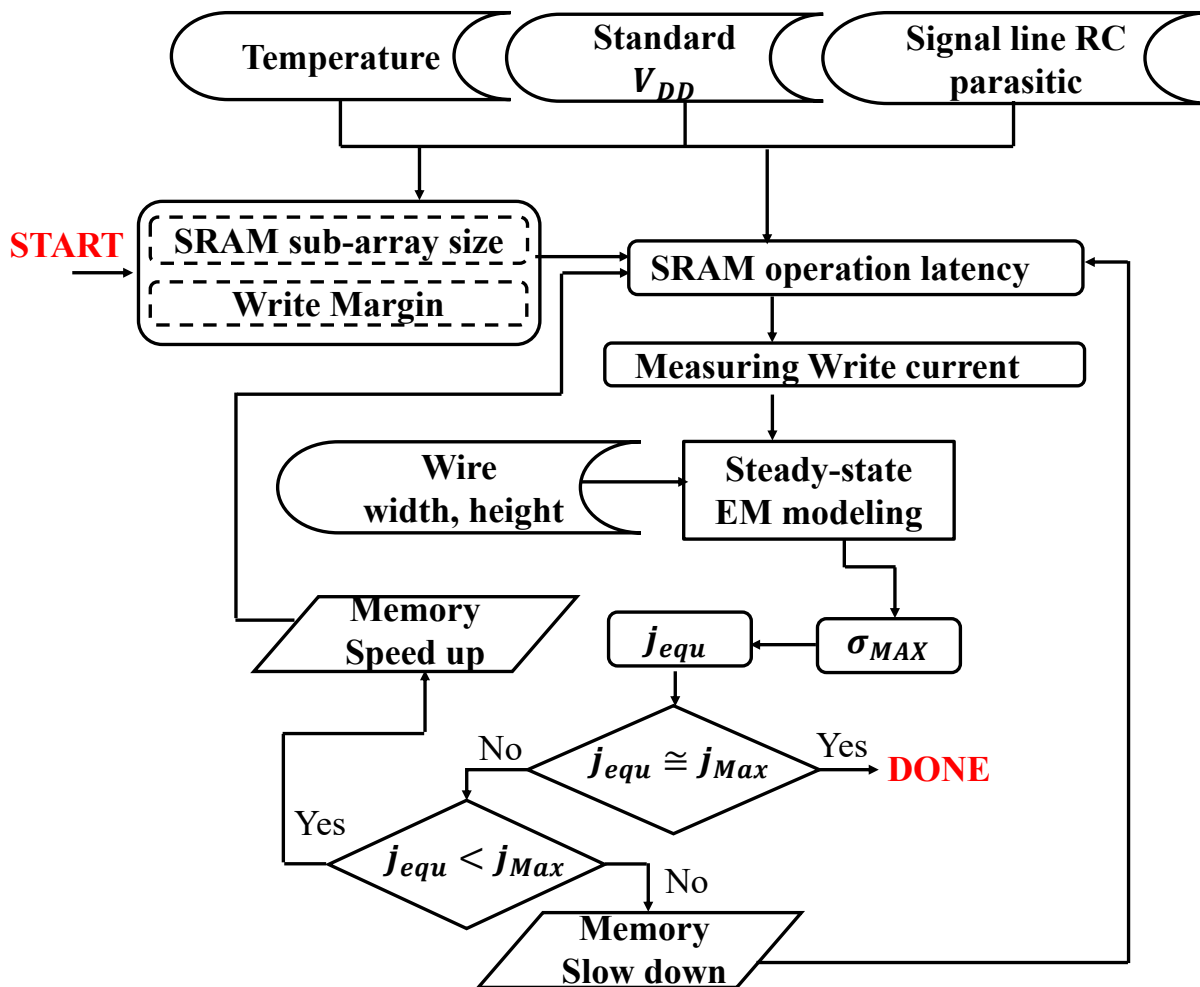 Temperature
Standard
V_DD
Signal line RC
parasitic
START
SRAM sub-array size
Write Margin
SRAM operation latency
Measuring Write current
Wire
width, height
Steady-state
EM modeling
Memory
Speed up
j_equ
σ_MAX
No
j_equ ≅ j_Max
Yes
DONE
Yes
j_equ < j_Max
No
Memory
Slow down